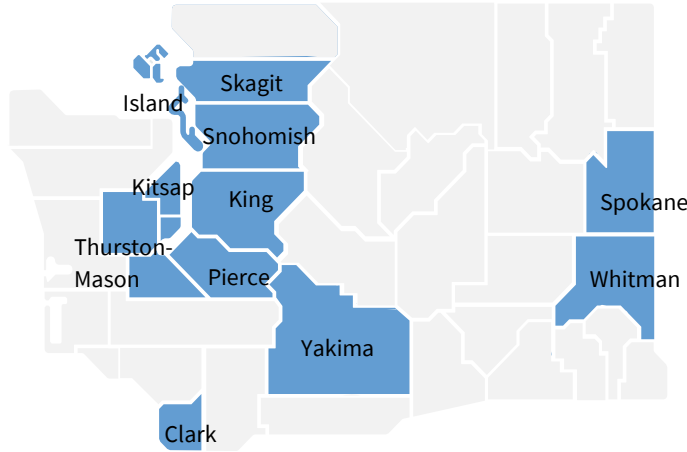 Skagit
Island
Snohomish
Kitsap
King
Spokane
Thurston-
Mason
Pierce
Whitman
Yakima
Clark